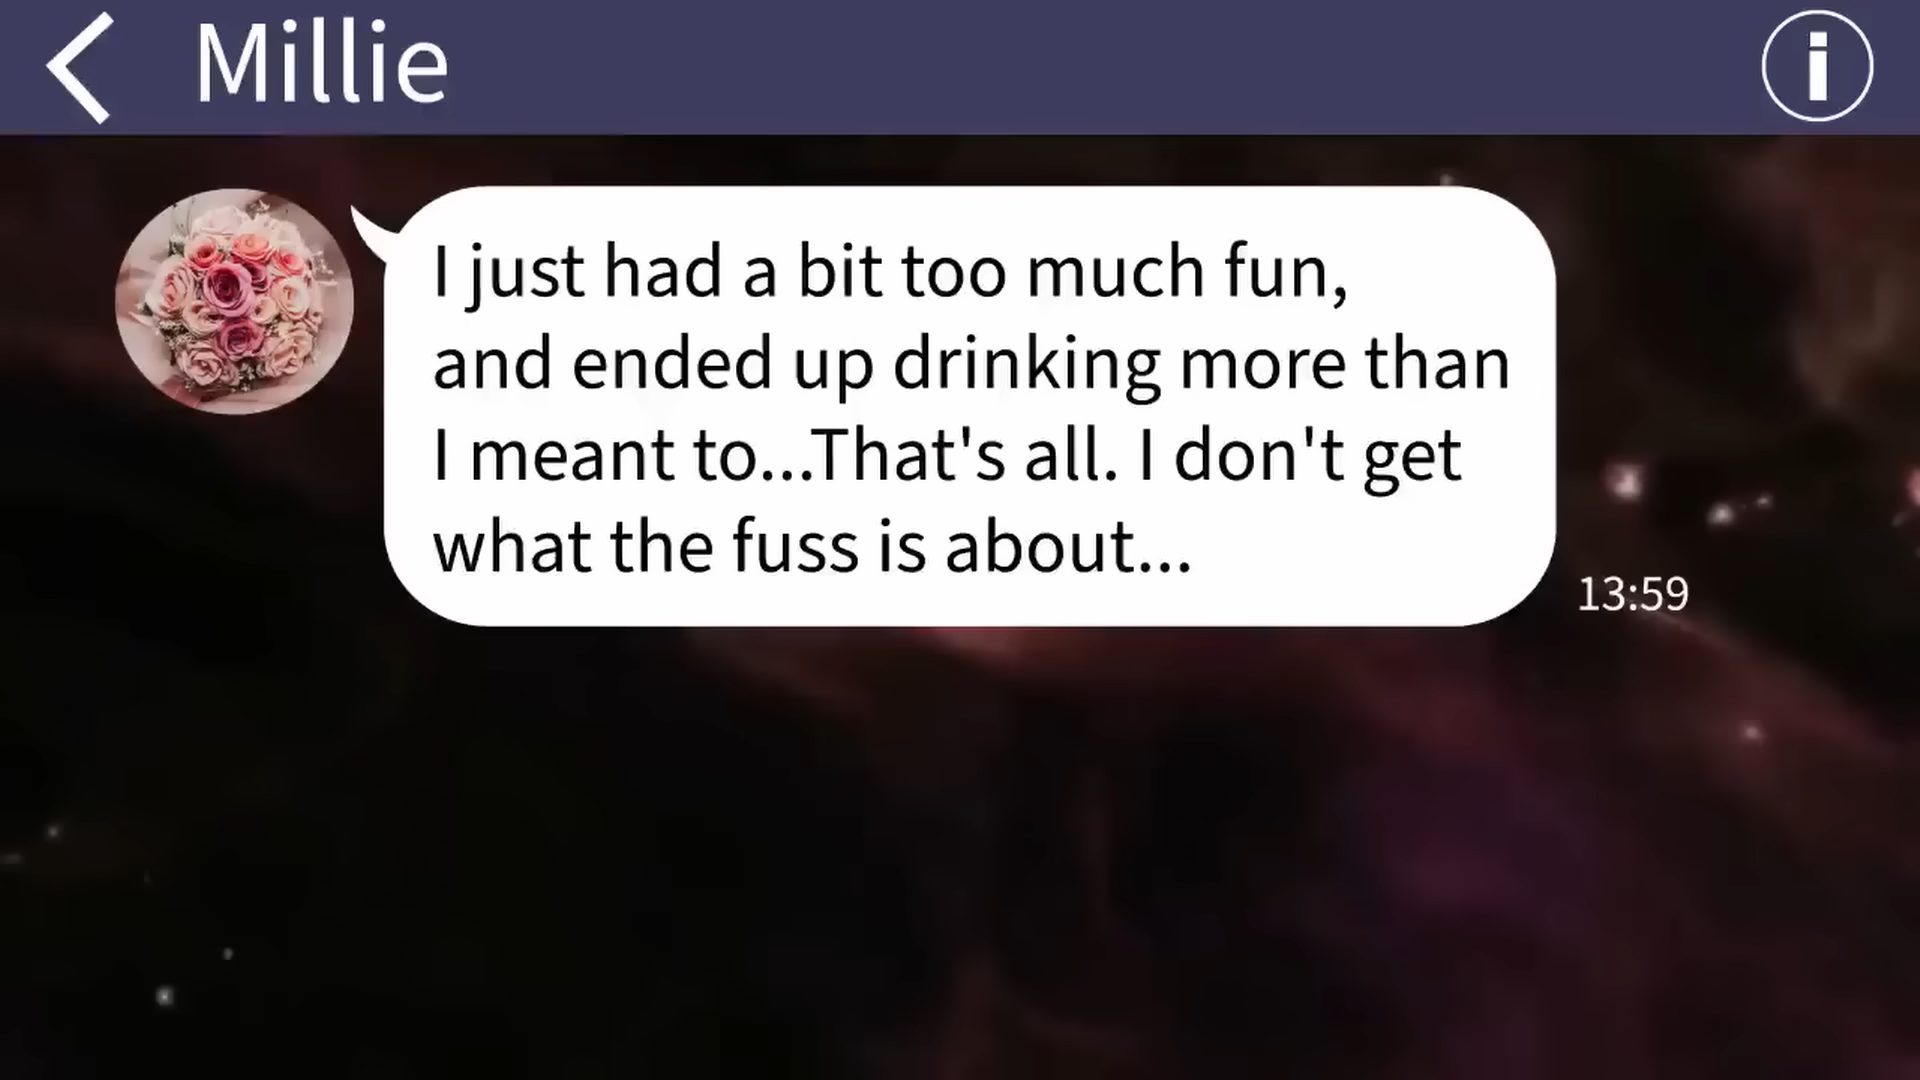 Millie
I just had a bit too much fun,
and ended up drinking more than
I meant to...That's all. I don't get
what the fuss is about...
13:59